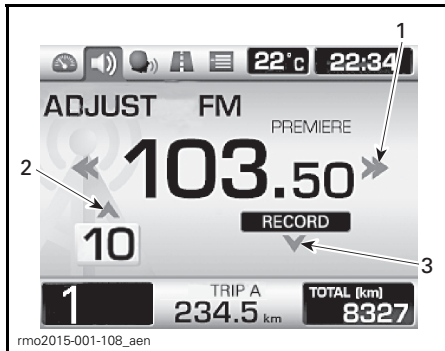 1
22°c 22:34
ADJUST FM
PREMIERE
2
103.50
10
RECORD
3
1
TRIP A
234.5 km
TOTAL (km)
8327
rmo2015-001-108_aen